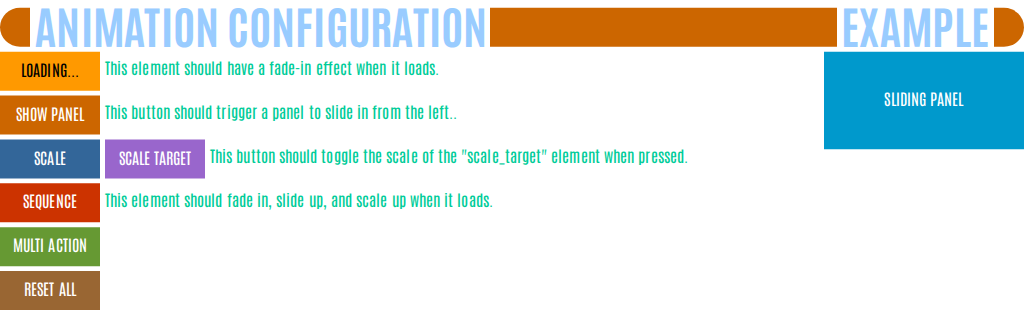 ANIMATION CONFIGURATION EXAMPLE
LOADING... This element should have a fade-in effect when it loads.
SLIDING PANEL
SHOW PANEL This button should trigger a panel to slide in from the left..
SCALE SCALE TARGET This button should toggle the scale of the "scale_target" element when pressed.
SEQUENCE This element should fade in, slide up, and scale up when it loads.
MULTI ACTION
RESET ALL